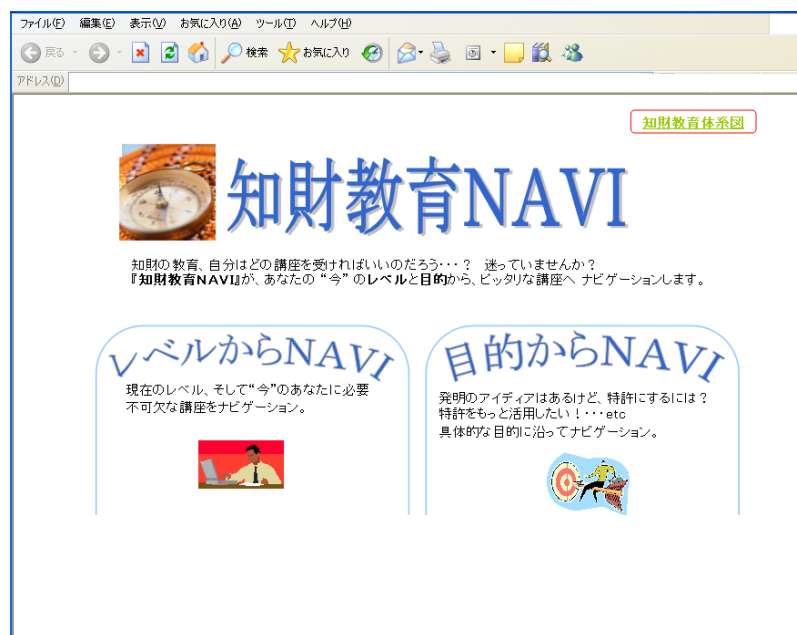 ファイル(F) 編集(E) 表示(V) お気に入り(A) ツール(T) ヘルプ(H)
戻る 検索 お気に入り
アドレス(D)
知財教育体系図
知財教育NAVI
知財の教育、自分はどの講座を受ければいいのだろう・・・？ 迷っていませんか？
『知財教育NAVI』が、あなたの“今”のレベルと目的から、ピッタリな講座へ ナビゲーションします。
レベルからNAVI
現在のレベル、そして“今”のあなたに必要
不可欠な講座をナビゲーション。
目的からNAVI
発明のアイディアはあるけど、特許にするには？
特許をもっと活用したい！・・・etc
具体的な目的に沿ってナビゲーション。